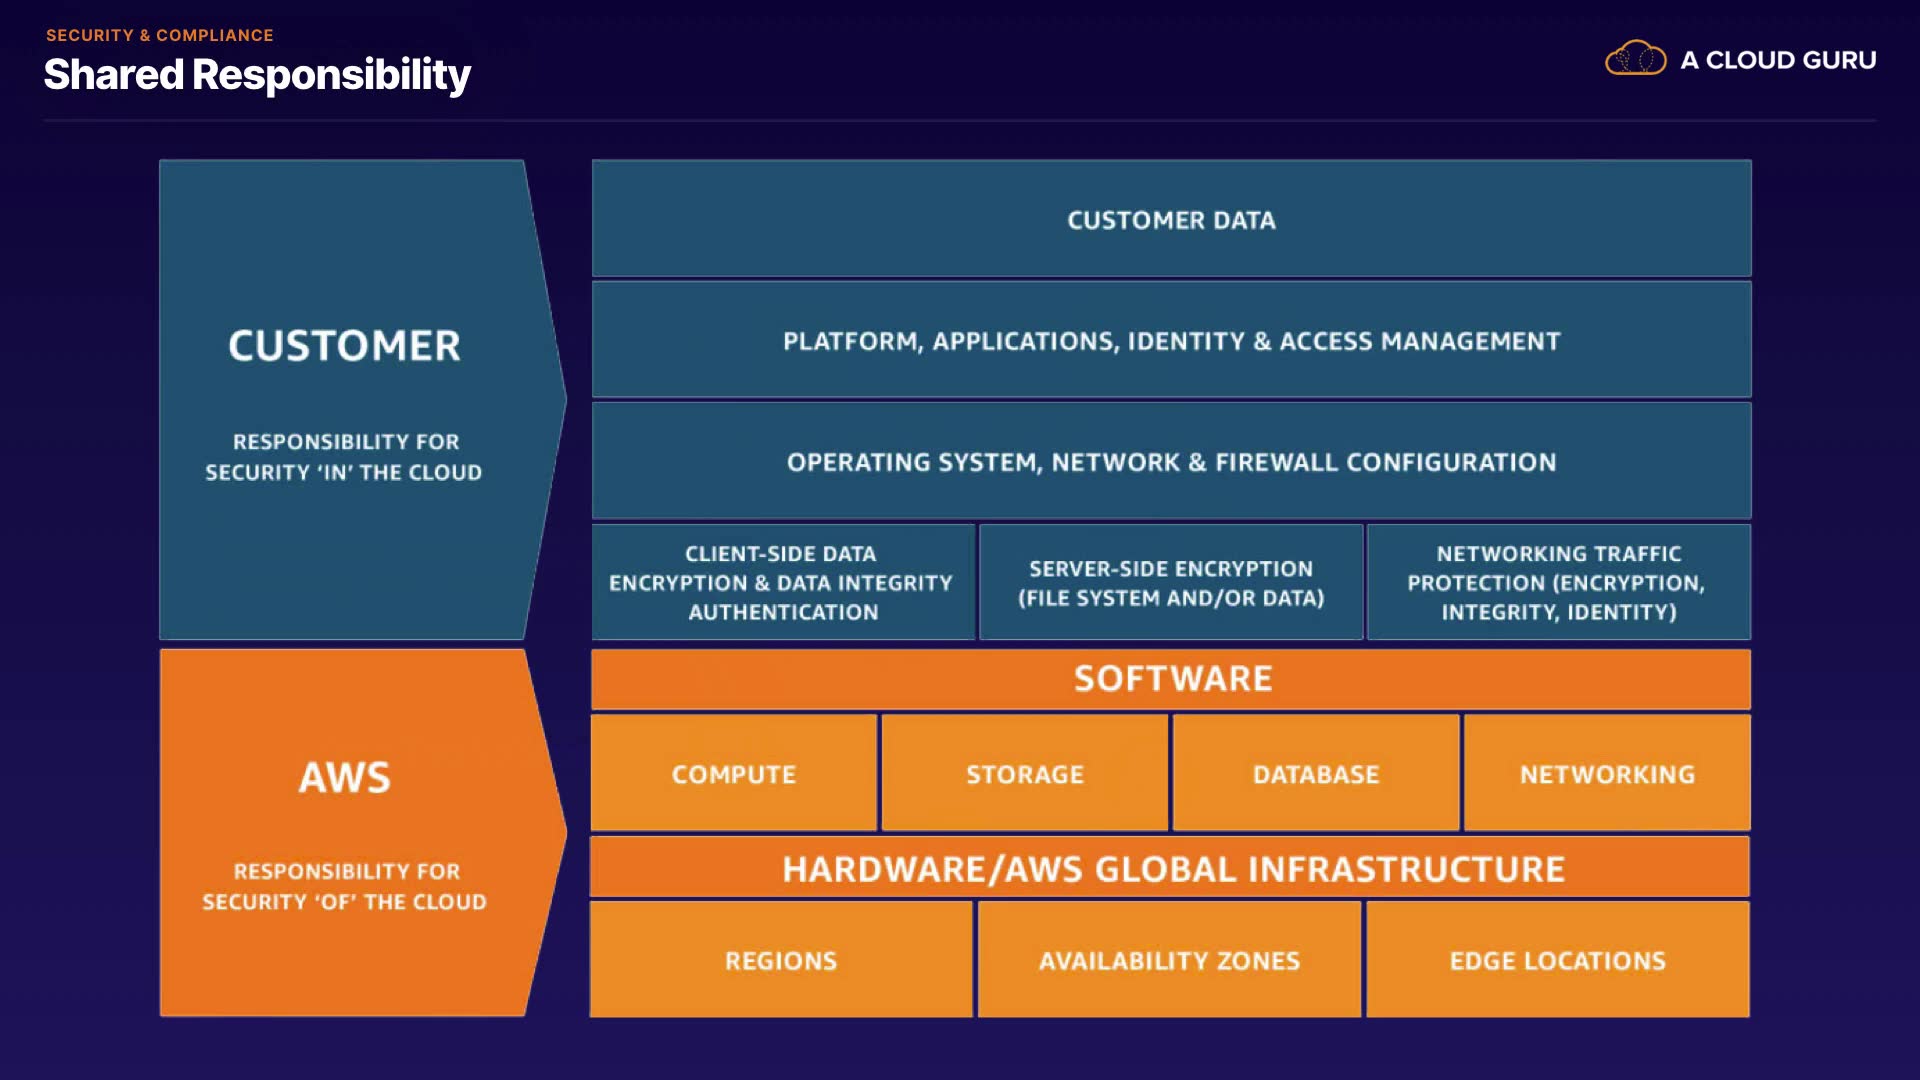 SECURITY & COMPLIANCE
Shared Responsibility
A CLOUD GURU
CUSTOMER
RESPONSIBILITY FOR
SECURITY ‘IN’ THE CLOUD
CUSTOMER DATA
PLATFORM, APPLICATIONS, IDENTITY & ACCESS MANAGEMENT
OPERATING SYSTEM, NETWORK & FIREWALL CONFIGURATION
CLIENT-SIDE DATA
ENCRYPTION & DATA INTEGRITY
AUTHENTICATION
SERVER-SIDE ENCRYPTION
(FILE SYSTEM AND/OR DATA)
NETWORKING TRAFFIC
PROTECTION (ENCRYPTION,
INTEGRITY, IDENTITY)
AWS
RESPONSIBILITY FOR
SECURITY ‘OF’ THE CLOUD
SOFTWARE
COMPUTE
STORAGE
DATABASE
NETWORKING
HARDWARE/AWS GLOBAL INFRASTRUCTURE
REGIONS
AVAILABILITY ZONES
EDGE LOCATIONS